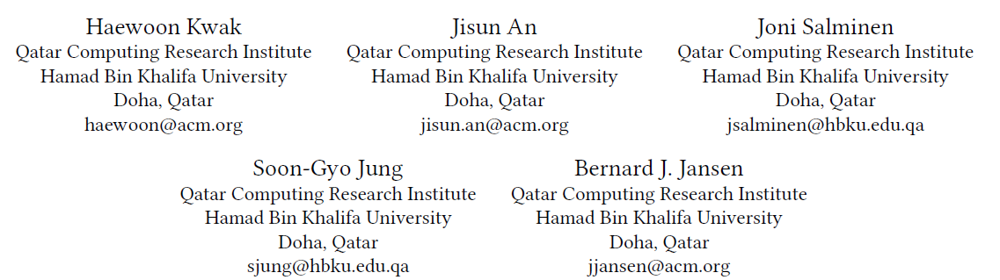 Haewoon Kwak
Qatar Computing Research Institute
Hamad Bin Khalifa University
Doha, Qatar
haewoon@acm.org
Jisun An
Qatar Computing Research Institute
Hamad Bin Khalifa University
Doha, Qatar
jisun.an@acm.org
Joni Salminen
Qatar Computing Research Institute
Hamad Bin Khalifa University
Doha, Qatar
jsalminen@hbku.edu.qa
Soon-Gyo Jung
Qatar Computing Research Institute
Hamad Bin Khalifa University
Doha, Qatar
sjung@hbku.edu.qa
Bernard J. Jansen
Qatar Computing Research Institute
Hamad Bin Khalifa University
Doha, Qatar
jjansen@acm.org